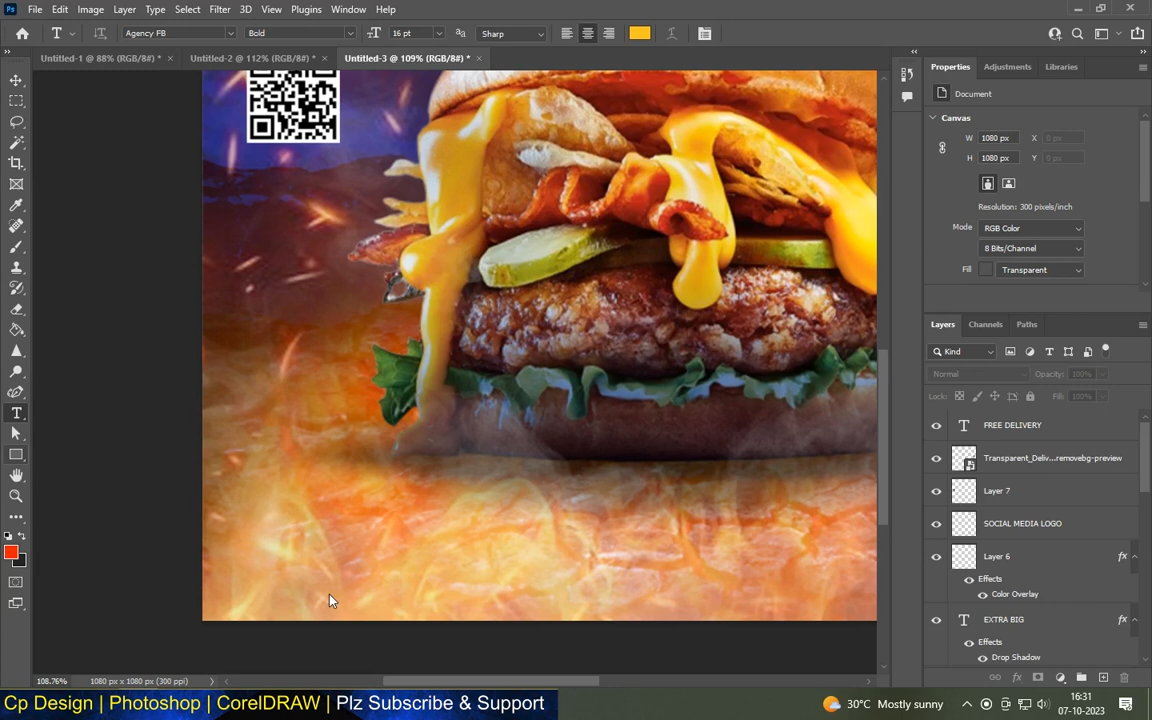 File Edit Image Layer Type Select Filter 3D View Plugins Window Help
Agency FB Bold 16 pt Sharp
Untitled-1 @ 88% (RGB/8#) * Untitled-2 @ 112% (RGB/8#) * Untitled-3 @ 109% (RGB/8#) *
Properties Adjustments Libraries
Document
Canvas
W 1080 px X 0 px
H 1080 px Y 0 px
Resolution: 300 pixels/inch
Mode RGB Color
8 Bits/Channel
Fill Transparent
Layers Channels Paths
Kind
Normal Opacity: 100%
Lock: Fill: 100%
FREE DELIVERY
Transparent_Deliv...removebg-preview
Layer 7
SOCIAL MEDIA LOGO
Layer 6 fx
Effects
Color Overlay
EXTRA BIG fx
Effects
Drop Shadow
108.76% 1080 px x 1080 px (300 ppi)
Cp Design | Photoshop | CorelDRAW | Plz Subscribe & Support
30°C Mostly sunny
16:31
07-10-2023